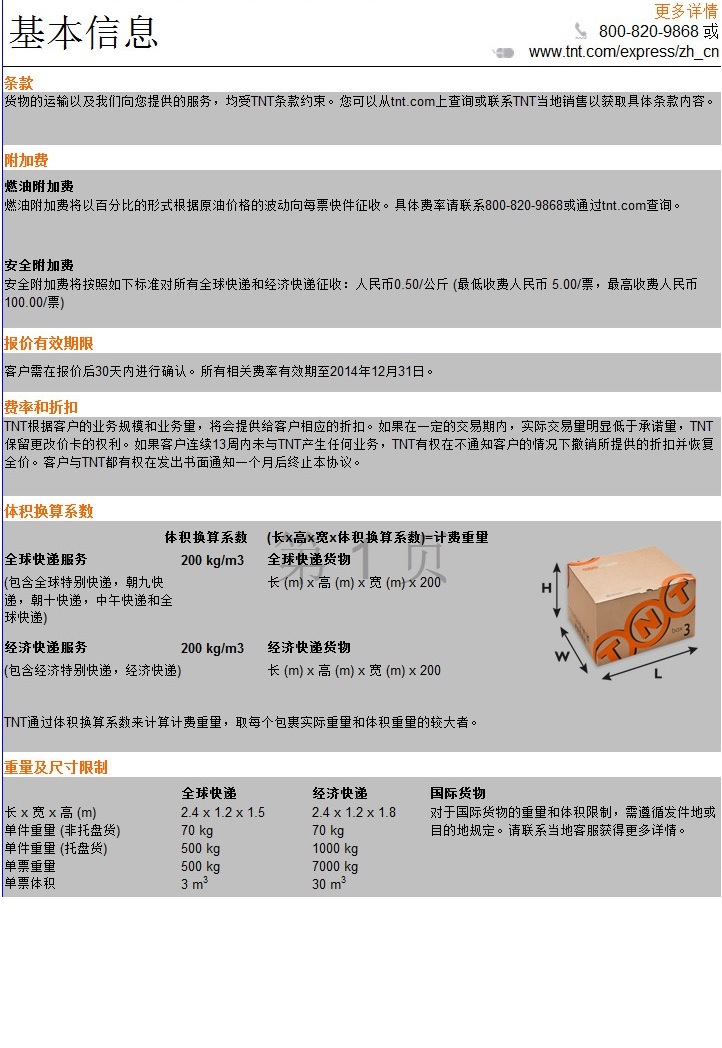 基本信息
更多详情
800-820-9868 或
www.tnt.com/express/zh_cn
条款
货物的运输以及我们向您提供的服务，均受TNT条款约束。您可以从tnt.com上查询或联系TNT当地销售以获取具体条款内容。
附加费
燃油附加费
燃油附加费将以百分比的形式根据原油价格的波动向每票快件征收。具体费率请联系800-820-9868或通过tnt.com查询。
安全附加费
安全附加费将按照如下标准对所有全球快递和经济快递征收：人民币0.50/公斤 (最低收费人民币 5.00/票，最高收费人民币
100.00/票)
报价有效期限
客户需在报价后30天内进行确认。所有相关费率有效期至2014年12月31日。
费率和折扣
TNT根据客户的业务规模和业务量，将会提供给客户相应的折扣。如果在一定的交易期内，实际交易量明显低于承诺量，TNT
保留更改价卡的权利。如果客户连续13周内未与TNT产生任何业务，TNT有权在不通知客户的情况下撤销所提供的折扣并恢复
全价。客户与TNT都有权在发出书面通知一个月后终止本协议。
体积换算系数
体积换算系数 (长x高x宽x体积换算系数)=计费重量
全球快递服务 200 kg/m3 全球快递货物
(包含全球特别快递，朝九快 长 (m) x 高 (m) x 宽 (m) x 200
递，朝十快递，中午快递和全
球快递)
第 1 页
经济快递服务 200 kg/m3 经济快递货物
(包含经济特别快递，经济快递) 长 (m) x 高 (m) x 宽 (m) x 200
H
W
L
TNT
box 3
TNT通过体积换算系数来计算计费重量，取每个包裹实际重量和体积重量的较大者。
重量及尺寸限制
全球快递 经济快递 国际货物
长 x 宽 x 高 (m) 2.4 x 1.2 x 1.5 2.4 x 1.2 x 1.8 对于国际货物的重量和体积限制，需遵循发件地或
单件重量 (非托盘货) 70 kg 70 kg 目的地规定。请联系当地客服获得更多详情。
单件重量 (托盘货) 500 kg 1000 kg
单票重量 500 kg 7000 kg
单票体积 3 m³ 30 m³